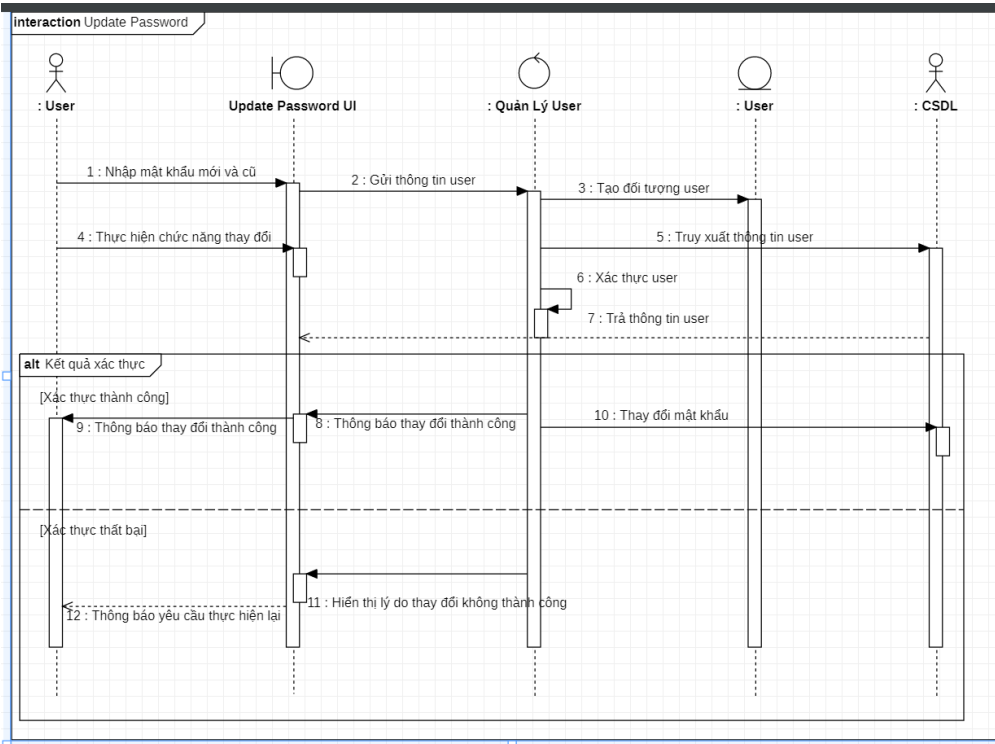 interaction Update Password
: User
Update Password UI
: Quản Lý User
: User
: CSDL
1 : Nhập mật khẩu mới và cũ
2 : Gửi thông tin user
3 : Tạo đối tượng user
4 : Thực hiện chức năng thay đổi
5 : Truy xuất thông tin user
6 : Xác thực user
7 : Trả thông tin user
alt Kết quả xác thực
[Xác thực thành công]
8 : Thông báo thay đổi thành công
9 : Thông báo thay đổi thành công
10 : Thay đổi mật khẩu
[Xác thực thất bại]
11 : Hiển thị lý do thay đổi không thành công
12 : Thông báo yêu cầu thực hiện lại